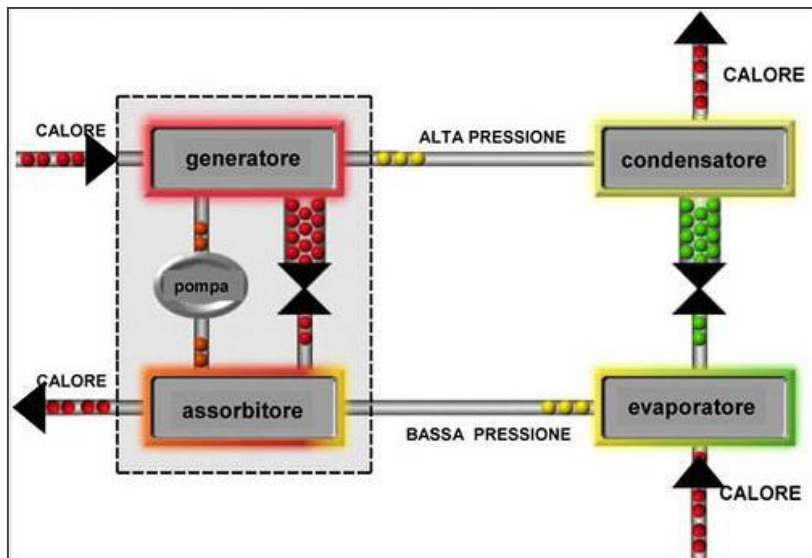 CALORE
CALORE
ALTA PRESSIONE
generatore
condensatore
pompa
CALORE
assorbitore
evaporatore
BASSA PRESSIONE
CALORE